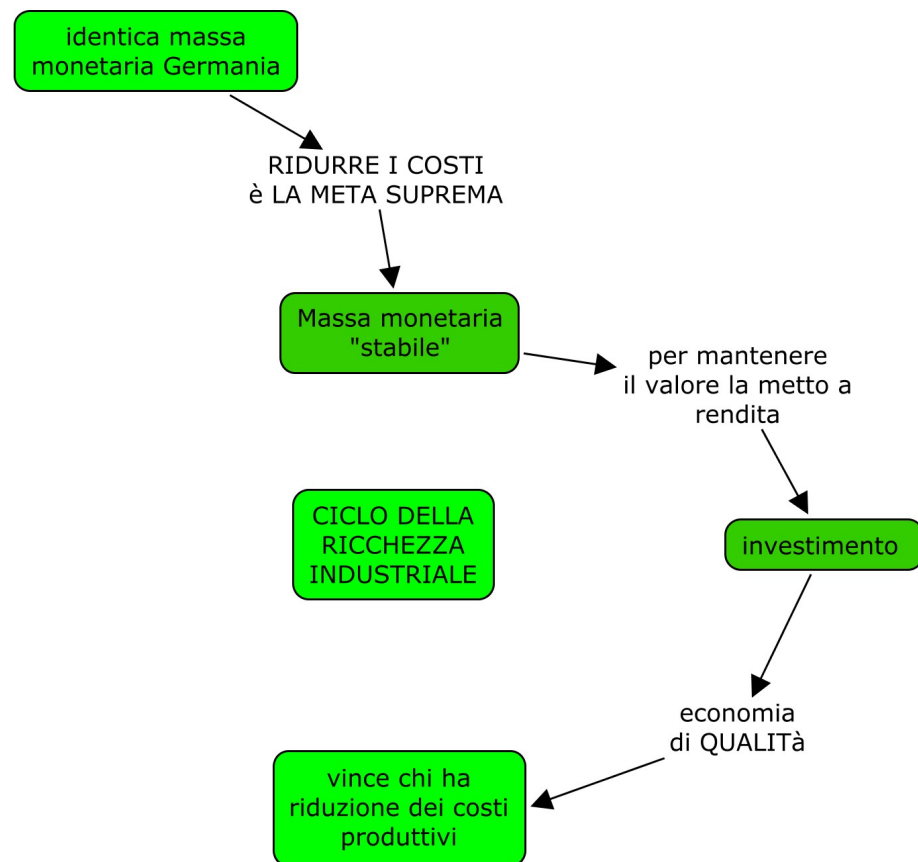 identica massa
monetaria Germania
RIDURRE I COSTI
è LA META SUPREMA
Massa monetaria
"stabile"
per mantenere
il valore la metto a
rendita
CICLO DELLA
RICCHEZZA
INDUSTRIALE
investimento
economia
di QUALITà
vince chi ha
riduzione dei costi
produttivi